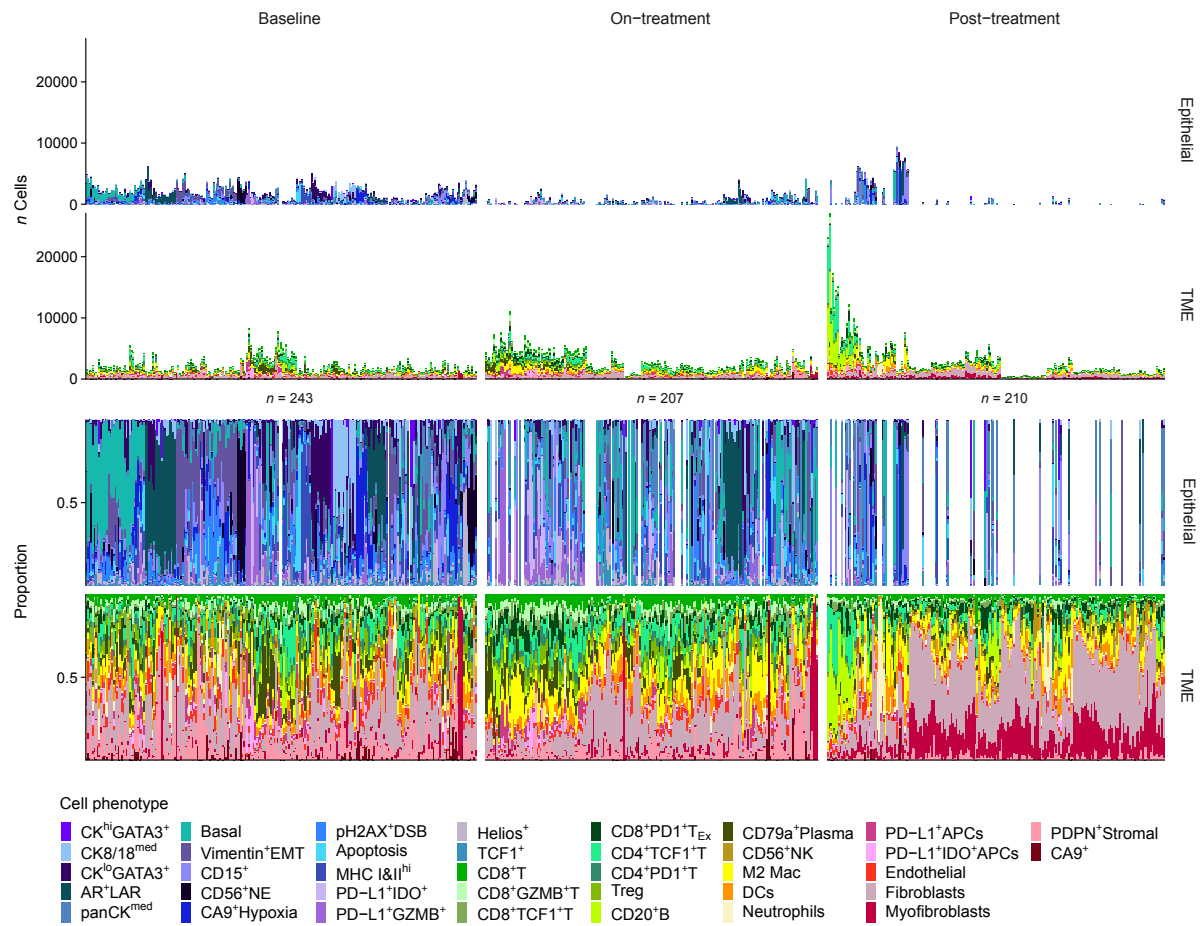 Baseline On−treatment Post−treatment
20000
10000
0
Epithelial
n Cells
20000
10000
0
TME
n = 243 n = 207 n = 210
0.5
Epithelial
Proportion
0.5
TME
Cell phenotype
CKhiGATA3+ Basal pH2AX+DSB Helios+ CD8+PD1+TEx CD79a+Plasma PD−L1+APCs PDPN+Stromal
CK8/18med Vimentin+EMT Apoptosis TCF1+ CD4+TCF1+T CD56+NK PD−L1+IDO+APCs CA9+
CKloGATA3+ CD15+ MHC I&IIhi CD8+T CD4+PD1+T M2 Mac Endothelial
AR+LAR CD56+NE PD−L1+IDO+ CD8+GZMB+T Treg DCs Fibroblasts
panCKmed CA9+Hypoxia PD−L1+GZMB+ CD8+TCF1+T CD20+B Neutrophils Myofibroblasts